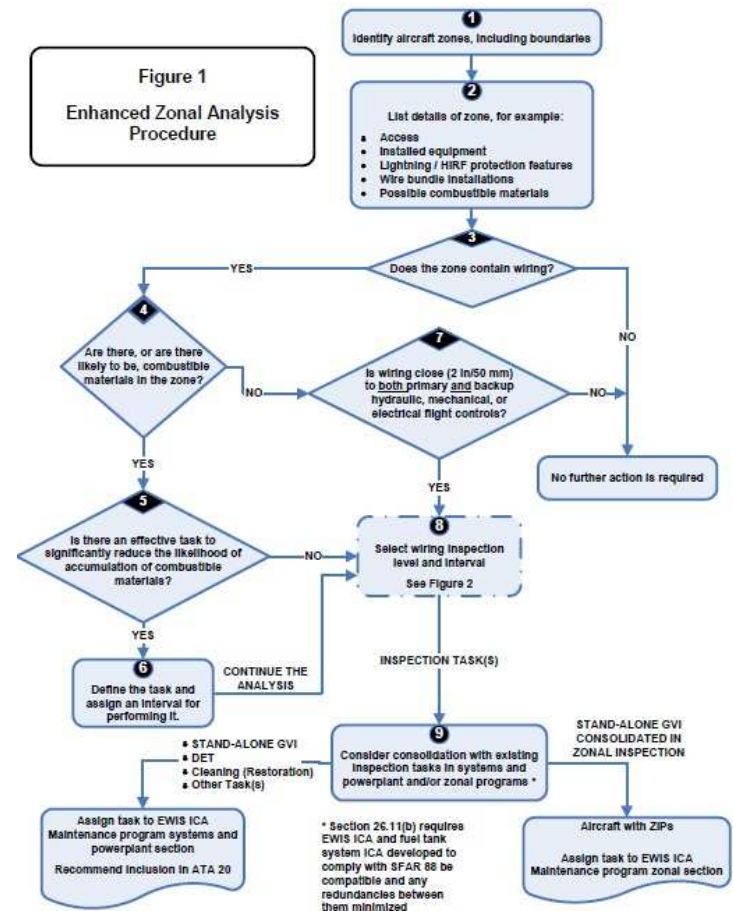 1
Identify aircraft zones, including boundaries
Figure 1
Enhanced Zonal Analysis
Procedure
2
List details of zone, for example:
• Access
• Installed equipment
• Lightning / HIRF protection features
• Wire bundle installations
• Possible combustible materials
3
Does the zone contain wiring?
YES
NO
4
Are there, or are there
likely to be, combustible
materials in the zone?
NO
7
Is wiring close (2 in/50 mm)
to both primary and backup
hydraulic, mechanical, or
electrical flight controls?
NO
No further action is required
YES
YES
5
Is there an effective task to
significantly reduce the likelihood of
accumulation of combustible
materials?
NO
8
Select wiring inspection
level and interval
See Figure 2
YES
6
Define the task and
assign an interval for
performing it.
CONTINUE THE
ANALYSIS
INSPECTION TASK(S)
9
Consider consolidation with existing
inspection tasks in systems and
powerplant and/or zonal programs *
STAND-ALONE GVI
CONSOLIDATED IN
ZONAL INSPECTION
• STAND-ALONE GVI
• DET
• Cleaning (Restoration)
• Other Task(s)
Assign task to EWIS ICA
Maintenance program systems and
powerplant section
Recommend inclusion in ATA 20
* Section 26.11(b) requires
EWIS ICA and fuel tank
system ICA developed to
comply with SFAR 88 be
compatible and any
redundancies between
them minimized
Aircraft with ZIPs
Assign task to EWIS ICA
Maintenance program zonal section